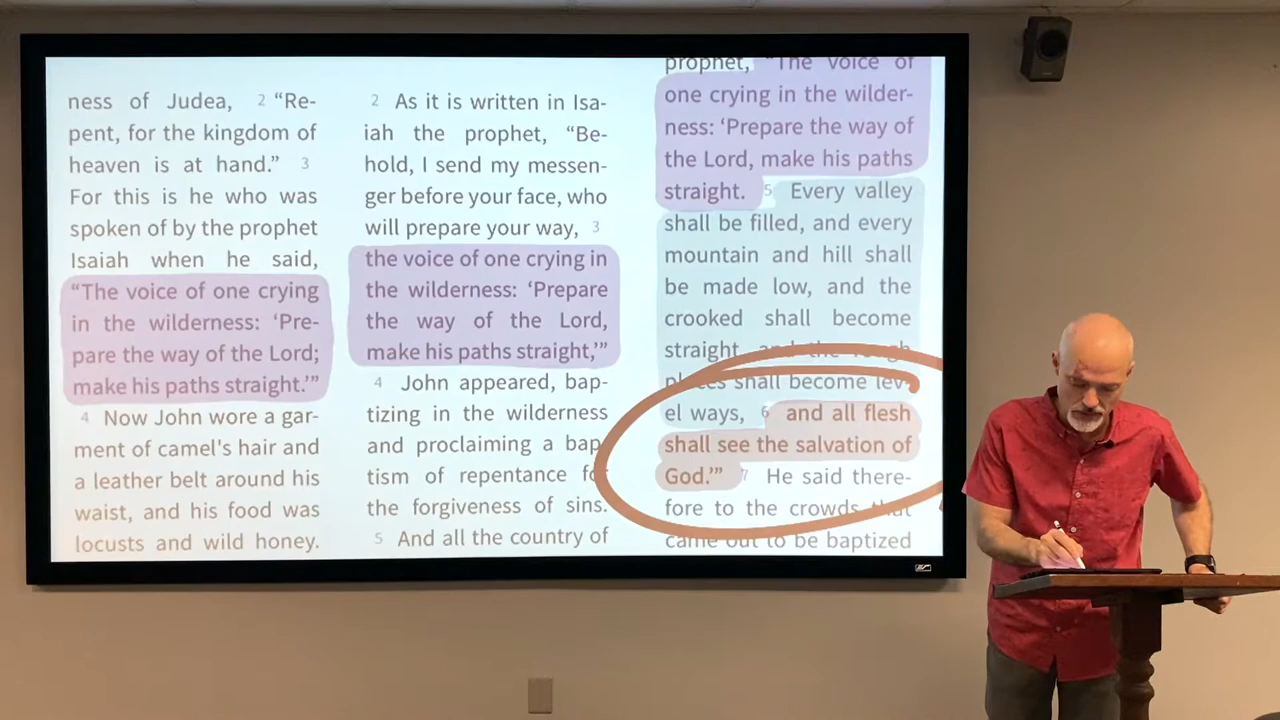 ness of Judea, 2 “Re-
pent, for the kingdom of
heaven is at hand.” 3
For this is he who was
spoken of by the prophet
Isaiah when he said,
“The voice of one crying
in the wilderness: ‘Pre-
pare the way of the Lord;
make his paths straight.’”
4 Now John wore a gar-
ment of camel's hair and
a leather belt around his
waist, and his food was
locusts and wild honey.
2 As it is written in Isa-
iah the prophet, “Be-
hold, I send my messen-
ger before your face, who
will prepare your way, 3
the voice of one crying in
the wilderness: ‘Prepare
the way of the Lord,
make his paths straight,’”
4 John appeared, bap-
tizing in the wilderness
and proclaiming a bap
tism of repentance for
the forgiveness of sins.
5 And all the country of
prophet, “The voice of
one crying in the wilder-
ness: ‘Prepare the way of
the Lord, make his paths
straight. 5 Every valley
shall be filled, and every
mountain and hill shall
be made low, and the
crooked shall become
straight, and the rough
places shall become lev-
el ways, 6 and all flesh
shall see the salvation of
God.’” 7 He said there-
fore to the crowds that
came out to be baptized